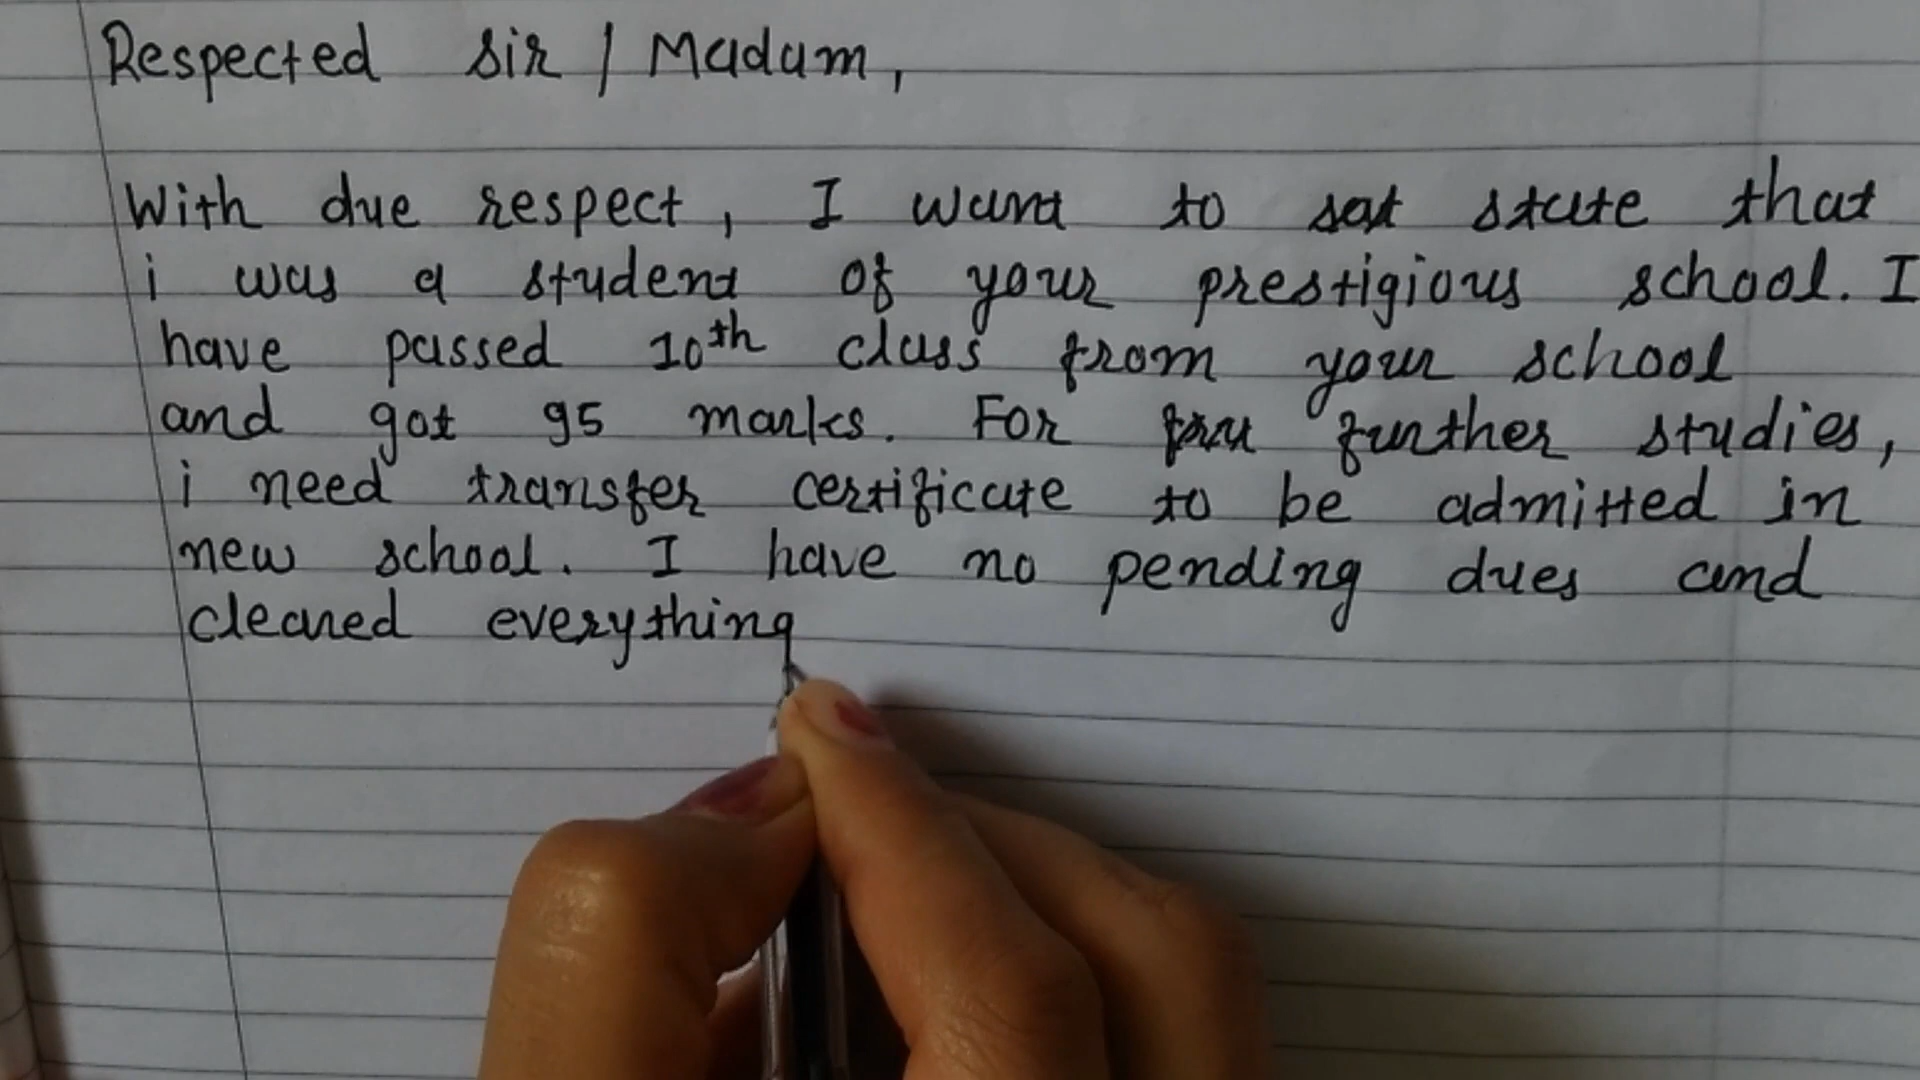 Respected sir / Madam,
With due respect, I want to sat state that
i was a student of your prestigious school. I
have passed 10th class from your school
and got 95 marks. For further studies,
i need transfer certificate to be admitted in
new school. I have no pending dues and
cleared everything